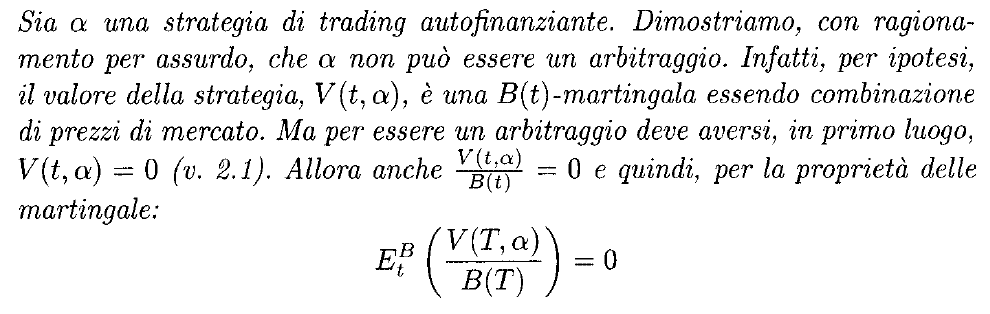 Sia α una strategia di trading autofinanziante. Dimostriamo, con ragiona-
mento per assurdo, che α non può essere un arbitraggio. Infatti, per ipotesi,
il valore della strategia, V(t, α), è una B(t)-martingala essendo combinazione
di prezzi di mercato. Ma per essere un arbitraggio deve aversi, in primo luogo,
V(t, α) = 0 (v. 2.1). Allora anche V(t,α)/B(t) = 0 e quindi, per la proprietà delle
martingale:
E_t^B (V(T, α)/B(T)) = 0